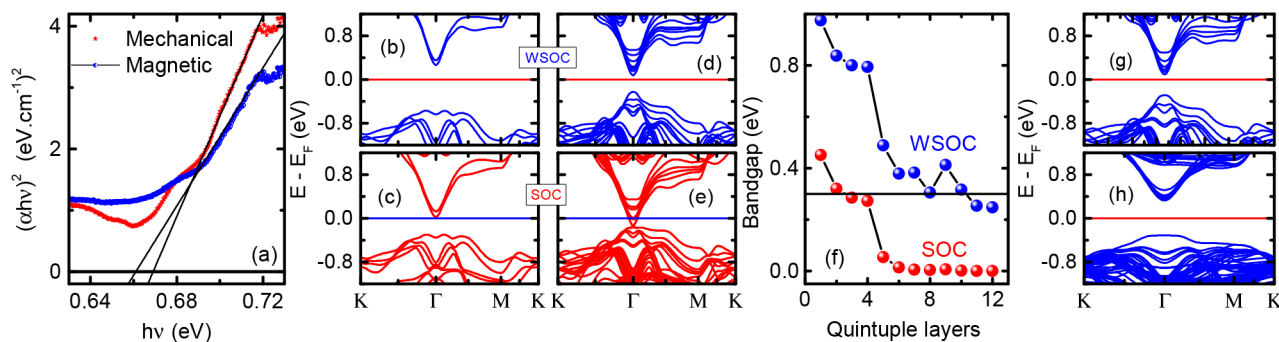 4
2
0
0.64
0.68
0.72
hν (eV)
(αhν)² (eV.cm⁻¹)²
Mechanical
Magnetic
(a)
0.8
0.0
-0.8
0.8
0.0
-0.8
E - E_F (eV)
(b)
(c)
WSOC
SOC
(d)
(e)
K
Γ
M
K
K
Γ
M
K
0.8
0.4
0.0
Bandgap (eV)
WSOC
SOC
(f)
0
4
8
12
Quintuple layers
0.8
0.0
-0.8
0.8
0.0
-0.8
E - E_F (eV)
(g)
(h)
K
Γ
M
K